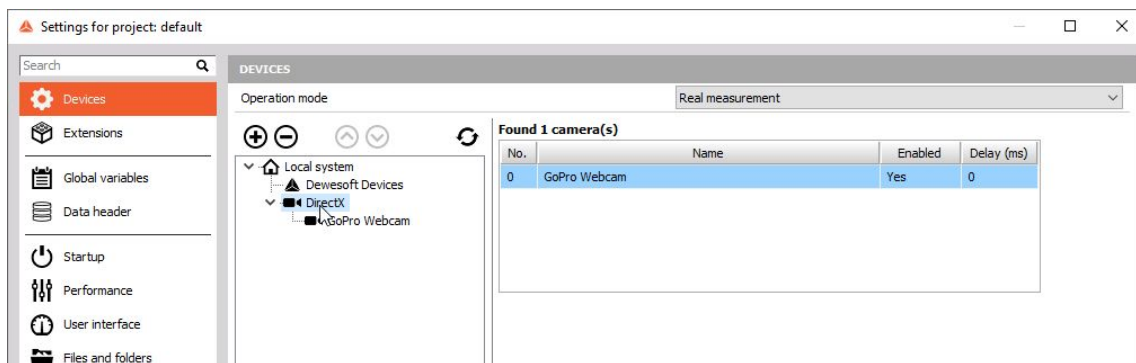 Settings for project: default
Search
DEVICES
Devices
Operation mode
Real measurement
Extensions
Global variables
Data header
Startup
Performance
User interface
Files and folders
Local system
Dewesoft Devices
DirectX
GoPro Webcam
Found 1 camera(s)
No. Name Enabled Delay (ms)
0 GoPro Webcam Yes 0